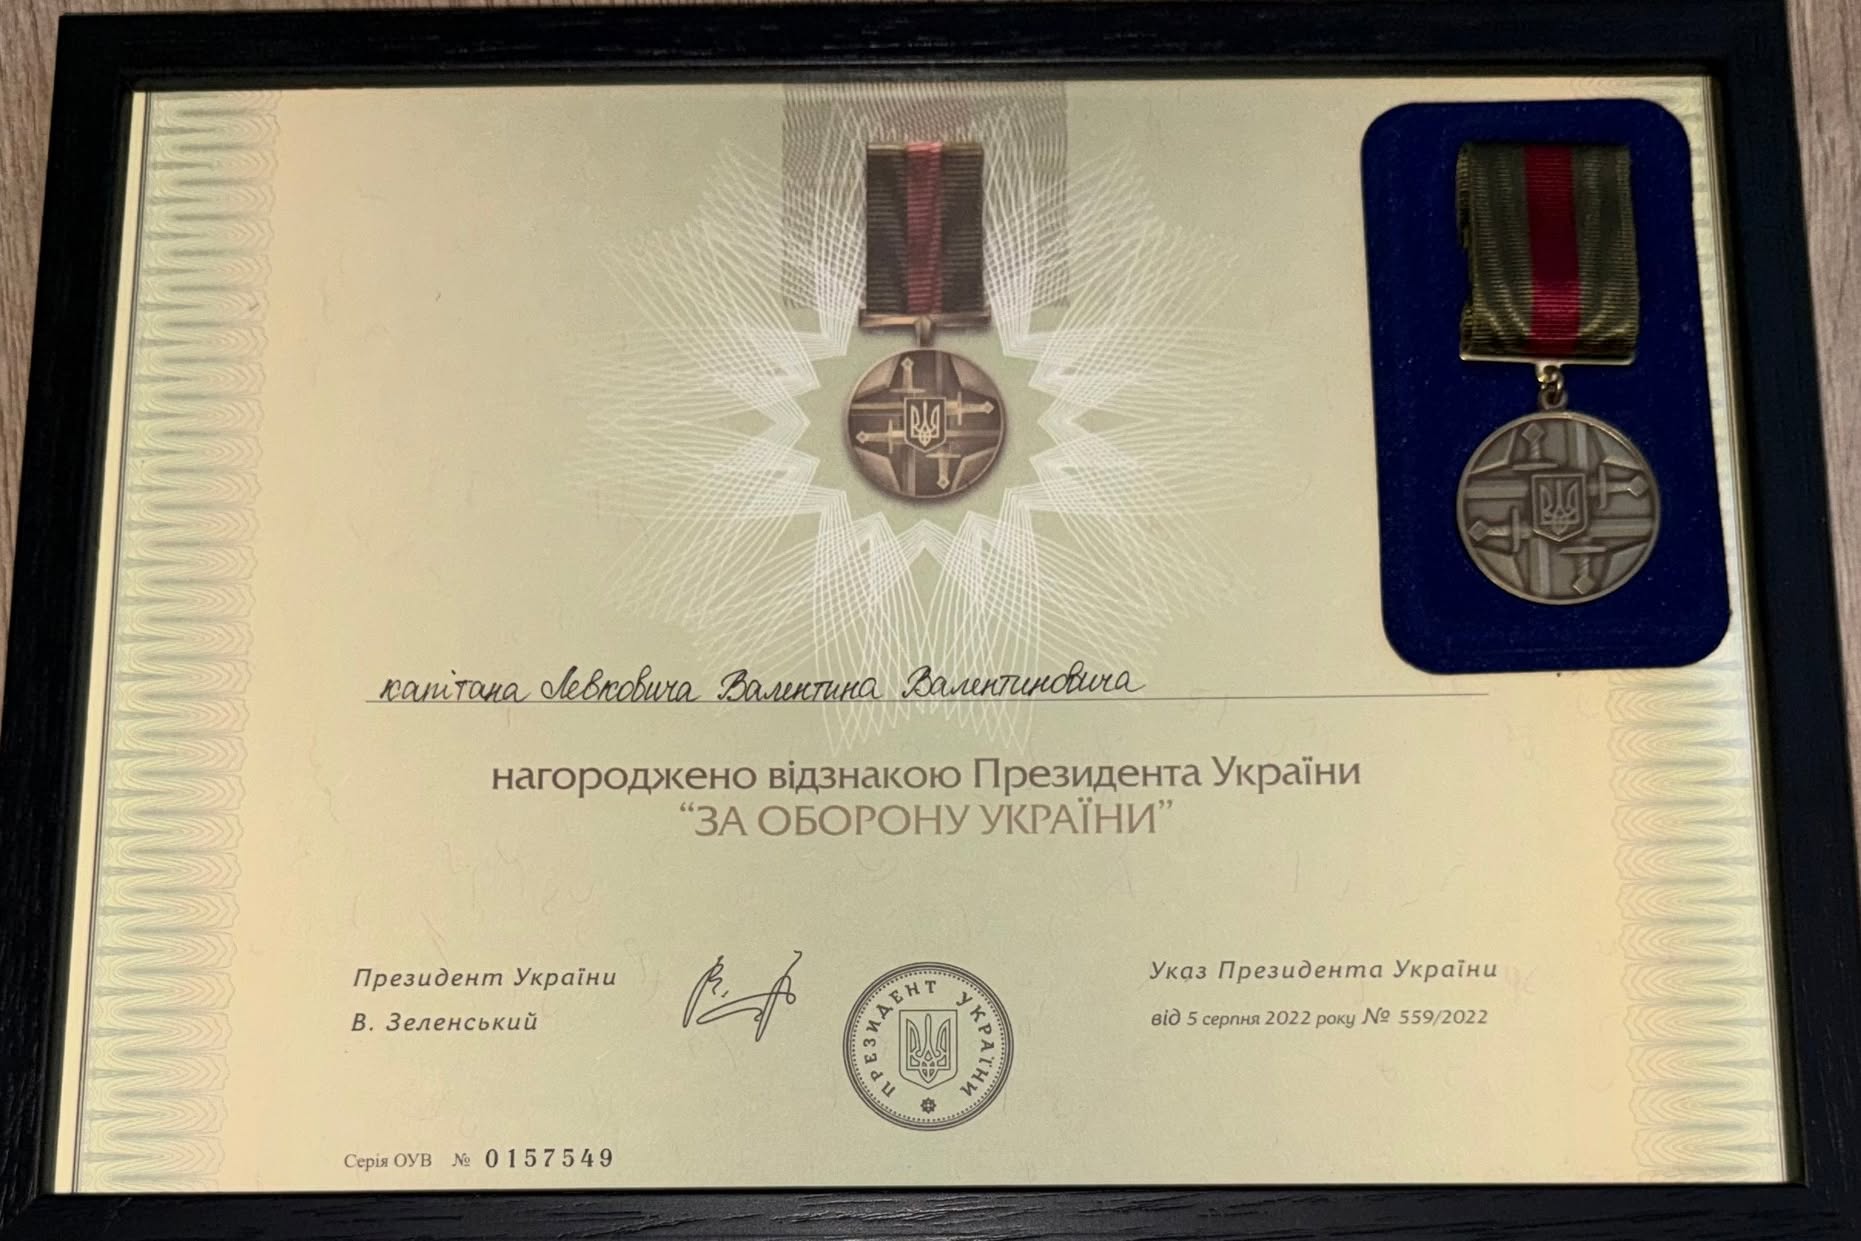 капітана Левковича Валентина Валентиновича
нагороджено відзнакою Президента України
“ЗА ОБОРОНУ УКРАЇНИ”
Президент України
В. Зеленський
ПРЕЗИДЕНТ УКРАЇНИ
Указ Президента України
від 5 серпня 2022 року № 559/2022
Серія ОУВ № 0157549